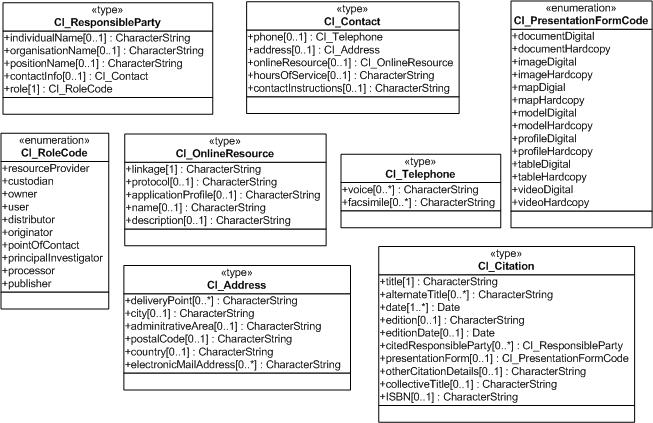 «type»
CI_ResponsibleParty
+individualName[0..1] : CharacterString
+organisationName[0..1] : CharacterString
+positionName[0..1] : CharacterString
+contactInfo[0..1] : CI_Contact
+role[1] : CI_RoleCode
«type»
CI_Contact
+phone[0..1] : CI_Telephone
+address[0..1] : CI_Address
+onlineResource[0..1] : CI_OnlineResource
+hoursOfService[0..1] : CharacterString
+contactInstructions[0..1] : CharacterString
«enumeration»
CI_PresentationFormCode
+documentDigital
+documentHardcopy
+imageDigital
+imageHardcopy
+mapDigial
+mapHardcopy
+modelDigital
+modelHardcopy
+profileDigital
+profileHardcopy
+tableDigital
+tableHardcopy
+videoDigital
+videoHardcopy
«enumeration»
CI_RoleCode
+resourceProvider
+custodian
+owner
+user
+distributor
+originator
+pointOfContact
+principalInvestigator
+processor
+publisher
«type»
CI_OnlineResource
+linkage[1] : CharacterString
+protocol[0..1] : CharacterString
+applicationProfile[0..1] : CharacterString
+name[0..1] : CharacterString
+description[0..1] : CharacterString
«type»
CI_Telephone
+voice[0..*] : CharacterString
+facsimile[0..*] : CharacterString
«type»
CI_Address
+deliveryPoint[0..*] : CharacterString
+city[0..1] : CharacterString
+adminitrativeArea[0..1] : CharacterString
+postalCode[0..1] : CharacterString
+country[0..1] : CharacterString
+electronicMailAddress[0..*] : CharacterString
«type»
CI_Citation
+title[1] : CharacterString
+alternateTitle[0..*] : CharacterString
+date[1..*] : Date
+edition[0..1] : CharacterString
+editionDate[0..1] : Date
+citedResponsibleParty[0..*] : CI_ResponsibleParty
+presentationForm[0..1] : CI_PresentationFormCode
+otherCitationDetails[0..1] : CharacterString
+collectiveTitle[0..1] : CharacterString
+ISBN[0..1] : CharacterString